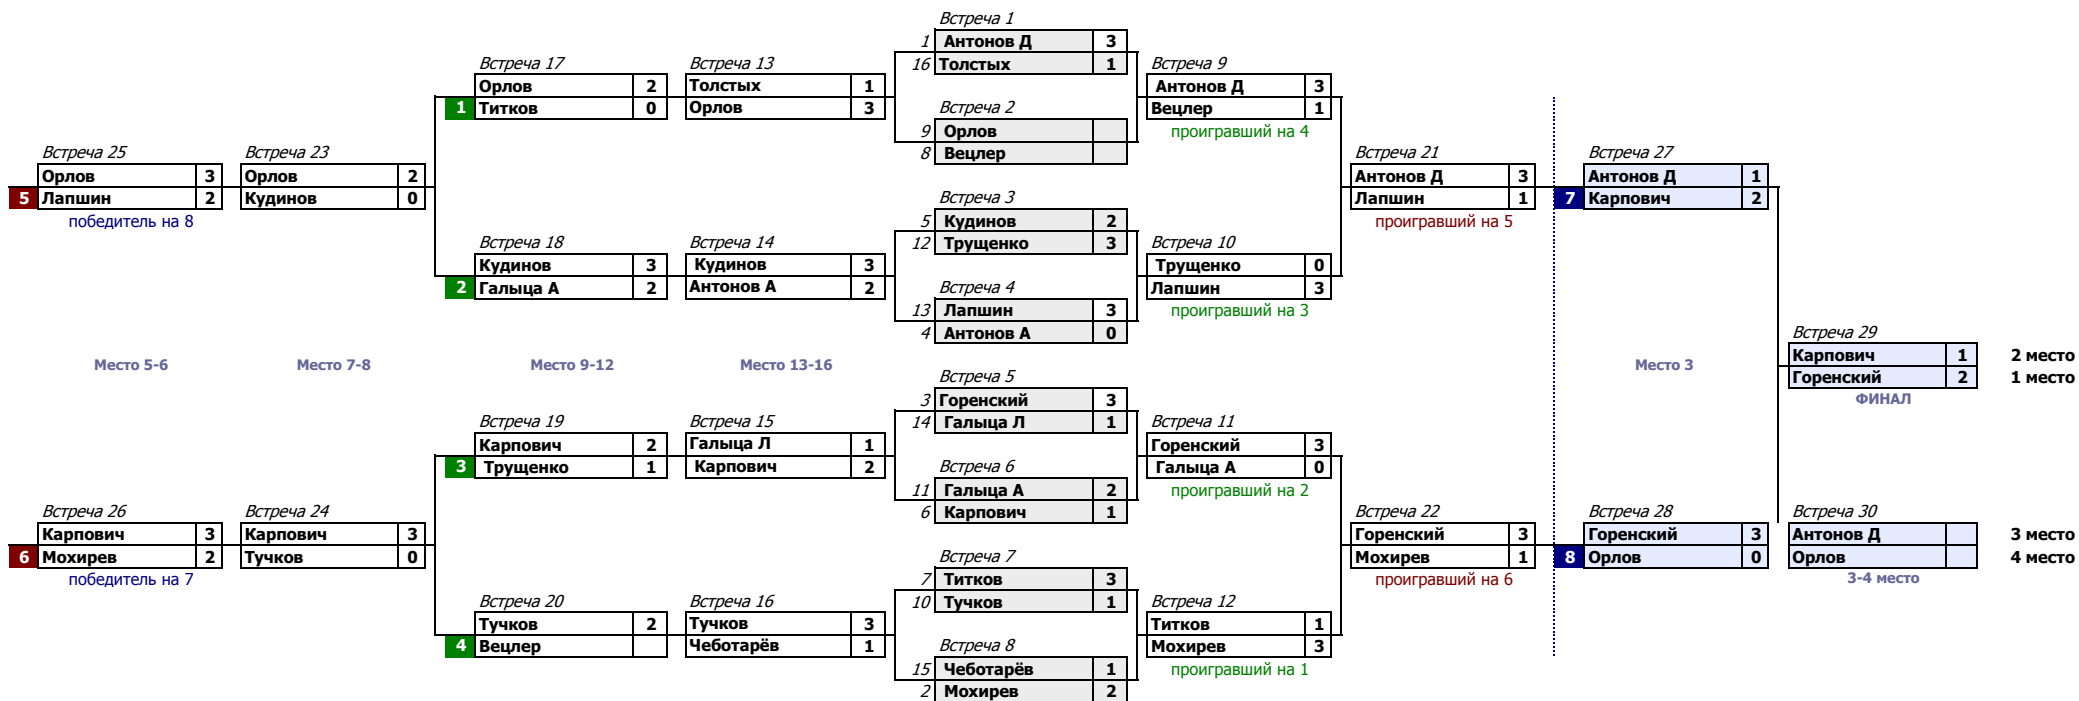 Встреча 1
1 Антонов Д 3
16 Толстых 1
Встреча 2
9 Орлов
8 Вецлер
Встреча 3
5 Кудинов 2
12 Трущенко 3
Встреча 4
13 Лапшин 3
4 Антонов А 0
Встреча 5
3 Горенский 3
14 Галыца Л 1
Встреча 6
11 Галыца А 2
6 Карпович 1
Встреча 7
7 Титков 3
10 Тучков 1
Встреча 8
15 Чеботарёв 1
2 Мохирев 2
Встреча 9
Антонов Д 3
Вецлер 1
проигравший на 4
Встреча 10
Трущенко 0
Лапшин 3
проигравший на 3
Встреча 11
Горенский 3
Галыца А 0
проигравший на 2
Встреча 12
Титков 1
Мохирев 3
проигравший на 1
Встреча 13
Толстых 1
Орлов 3
Встреча 14
Кудинов 3
Антонов А 2
Место 13-16
Встреча 15
Галыца Л 1
Карпович 2
Встреча 16
Тучков 3
Чеботарёв 1
Встреча 17
Орлов 2
1 Титков 0
Встреча 18
Кудинов 3
2 Галыца А 2
Место 9-12
Встреча 19
Карпович 2
3 Трущенко 1
Встреча 20
Тучков 2
4 Вецлер
Встреча 21
Антонов Д 3
Лапшин 1
проигравший на 5
Встреча 22
Горенский 3
Мохирев 1
проигравший на 6
Встреча 23
Орлов 2
Кудинов 0
Место 7-8
Встреча 24
Карпович 3
Тучков 0
Встреча 25
Орлов 3
5 Лапшин 2
победитель на 8
Место 5-6
Встреча 26
Карпович 3
6 Мохирев 2
победитель на 7
Встреча 27
Антонов Д 1
7 Карпович 2
Место 3
Встреча 28
Горенский 3
8 Орлов 0
Встреча 29
Карпович 1 2 место
Горенский 2 1 место
ФИНАЛ
Встреча 30
Антонов Д 3 место
Орлов 4 место
3-4 место